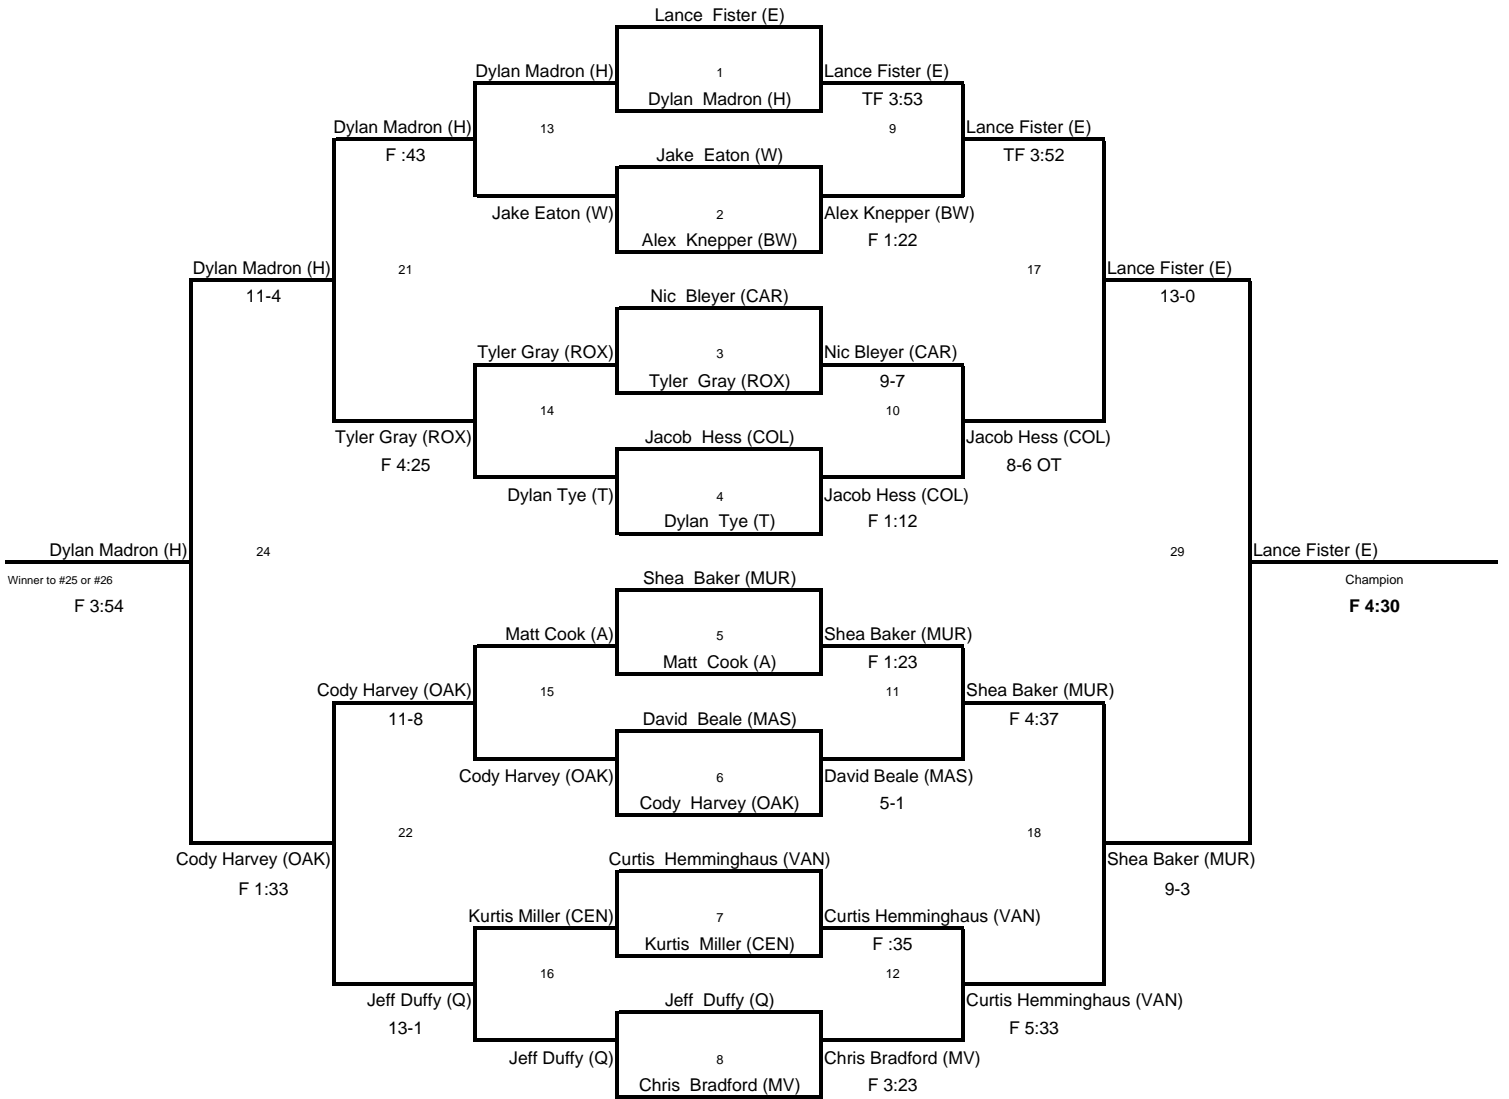 Lance  Fister (E)
Dylan Madron (H)
1
Lance Fister (E)
Dylan  Madron (H)
TF 3:53
Dylan Madron (H)
13
9
Lance Fister (E)
F :43
Jake  Eaton (W)
TF 3:52
Jake Eaton (W)
2
Alex Knepper (BW)
Alex  Knepper (BW)
F 1:22
Dylan Madron (H)
21
17
Lance Fister (E)
11-4
Nic  Bleyer (CAR)
13-0
Tyler Gray (ROX)
3
Nic Bleyer (CAR)
Tyler  Gray (ROX)
9-7
14
10
Tyler Gray (ROX)
Jacob  Hess (COL)
Jacob Hess (COL)
F 4:25
8-6 OT
Dylan Tye (T)
4
Jacob Hess (COL)
Dylan  Tye (T)
F 1:12
Dylan Madron (H)
24
29
Lance Fister (E)
Winner to #25 or #26
Shea  Baker (MUR)
Champion
F 3:54
F 4:30
Matt Cook (A)
5
Shea Baker (MUR)
Matt  Cook (A)
F 1:23
Cody Harvey (OAK)
15
11
Shea Baker (MUR)
11-8
David  Beale (MAS)
F 4:37
Cody Harvey (OAK)
6
David Beale (MAS)
Cody  Harvey (OAK)
5-1
22
18
Cody Harvey (OAK)
Curtis  Hemminghaus (VAN)
Shea Baker (MUR)
F 1:33
9-3
Kurtis Miller (CEN)
7
Curtis Hemminghaus (VAN)
Kurtis  Miller (CEN)
F :35
16
12
Jeff Duffy (Q)
Jeff  Duffy (Q)
Curtis Hemminghaus (VAN)
13-1
F 5:33
Jeff Duffy (Q)
8
Chris Bradford (MV)
Chris  Bradford (MV)
F 3:23